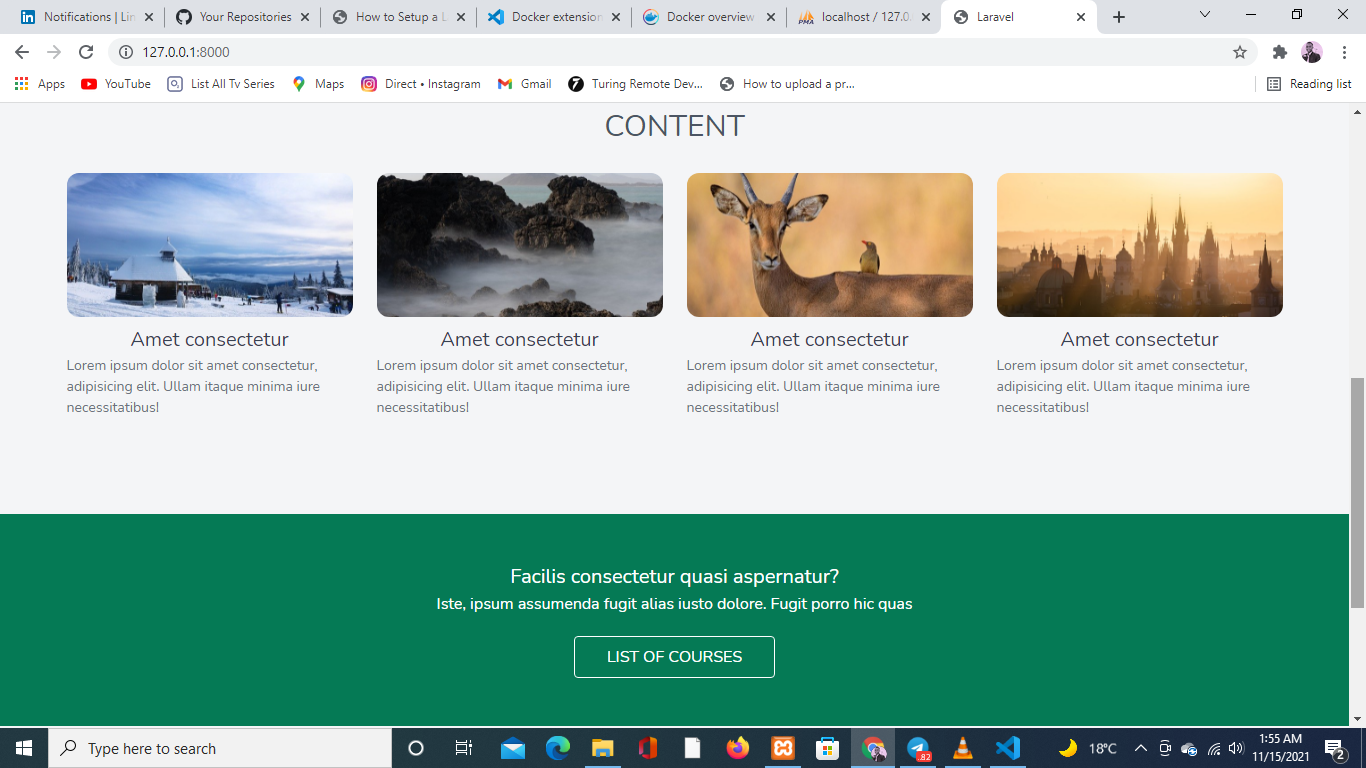 Notifications | Lin
Your Repositories
How to Setup a L
Docker extension
Docker overview
localhost / 127.0.
Laravel
127.0.0.1:8000
Apps
YouTube
List All Tv Series
Maps
Direct • Instagram
Gmail
Turing Remote Dev...
How to upload a pr...
Reading list
CONTENT
Amet consectetur
Lorem ipsum dolor sit amet consectetur,
adipisicing elit. Ullam itaque minima iure
necessitatibus!
Amet consectetur
Lorem ipsum dolor sit amet consectetur,
adipisicing elit. Ullam itaque minima iure
necessitatibus!
Amet consectetur
Lorem ipsum dolor sit amet consectetur,
adipisicing elit. Ullam itaque minima iure
necessitatibus!
Amet consectetur
Lorem ipsum dolor sit amet consectetur,
adipisicing elit. Ullam itaque minima iure
necessitatibus!
Facilis consectetur quasi aspernatur?
Iste, ipsum assumenda fugit alias iusto dolore. Fugit porro hic quas
LIST OF COURSES
Type here to search
82
18°C
1:55 AM
11/15/2021
2